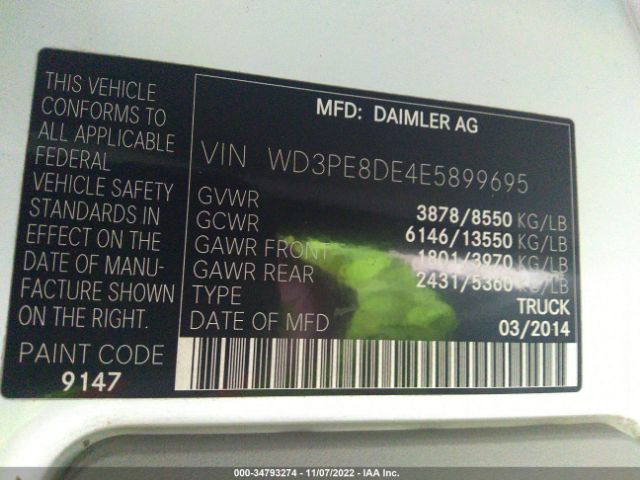 THIS VEHICLE
CONFORMS TO
ALL APPLICABLE
FEDERAL
VEHICLE SAFETY
STANDARDS IN
EFFECT ON THE
DATE OF MANU-
FACTURE SHOWN
ON THE RIGHT.
PAINT CODE
9147
MFD: DAIMLER AG
VIN WD3PE8DE4E5899695
GVWR 3878/8550 KG/LB
GCWR 6146/13550 KG/LB
GAWR FRONT 1801/3970 KG/LB
GAWR REAR 2431/5360 KG/LB
TYPE TRUCK
DATE OF MFD 03/2014
000-34793274 - 11/07/2022 - IAA Inc.